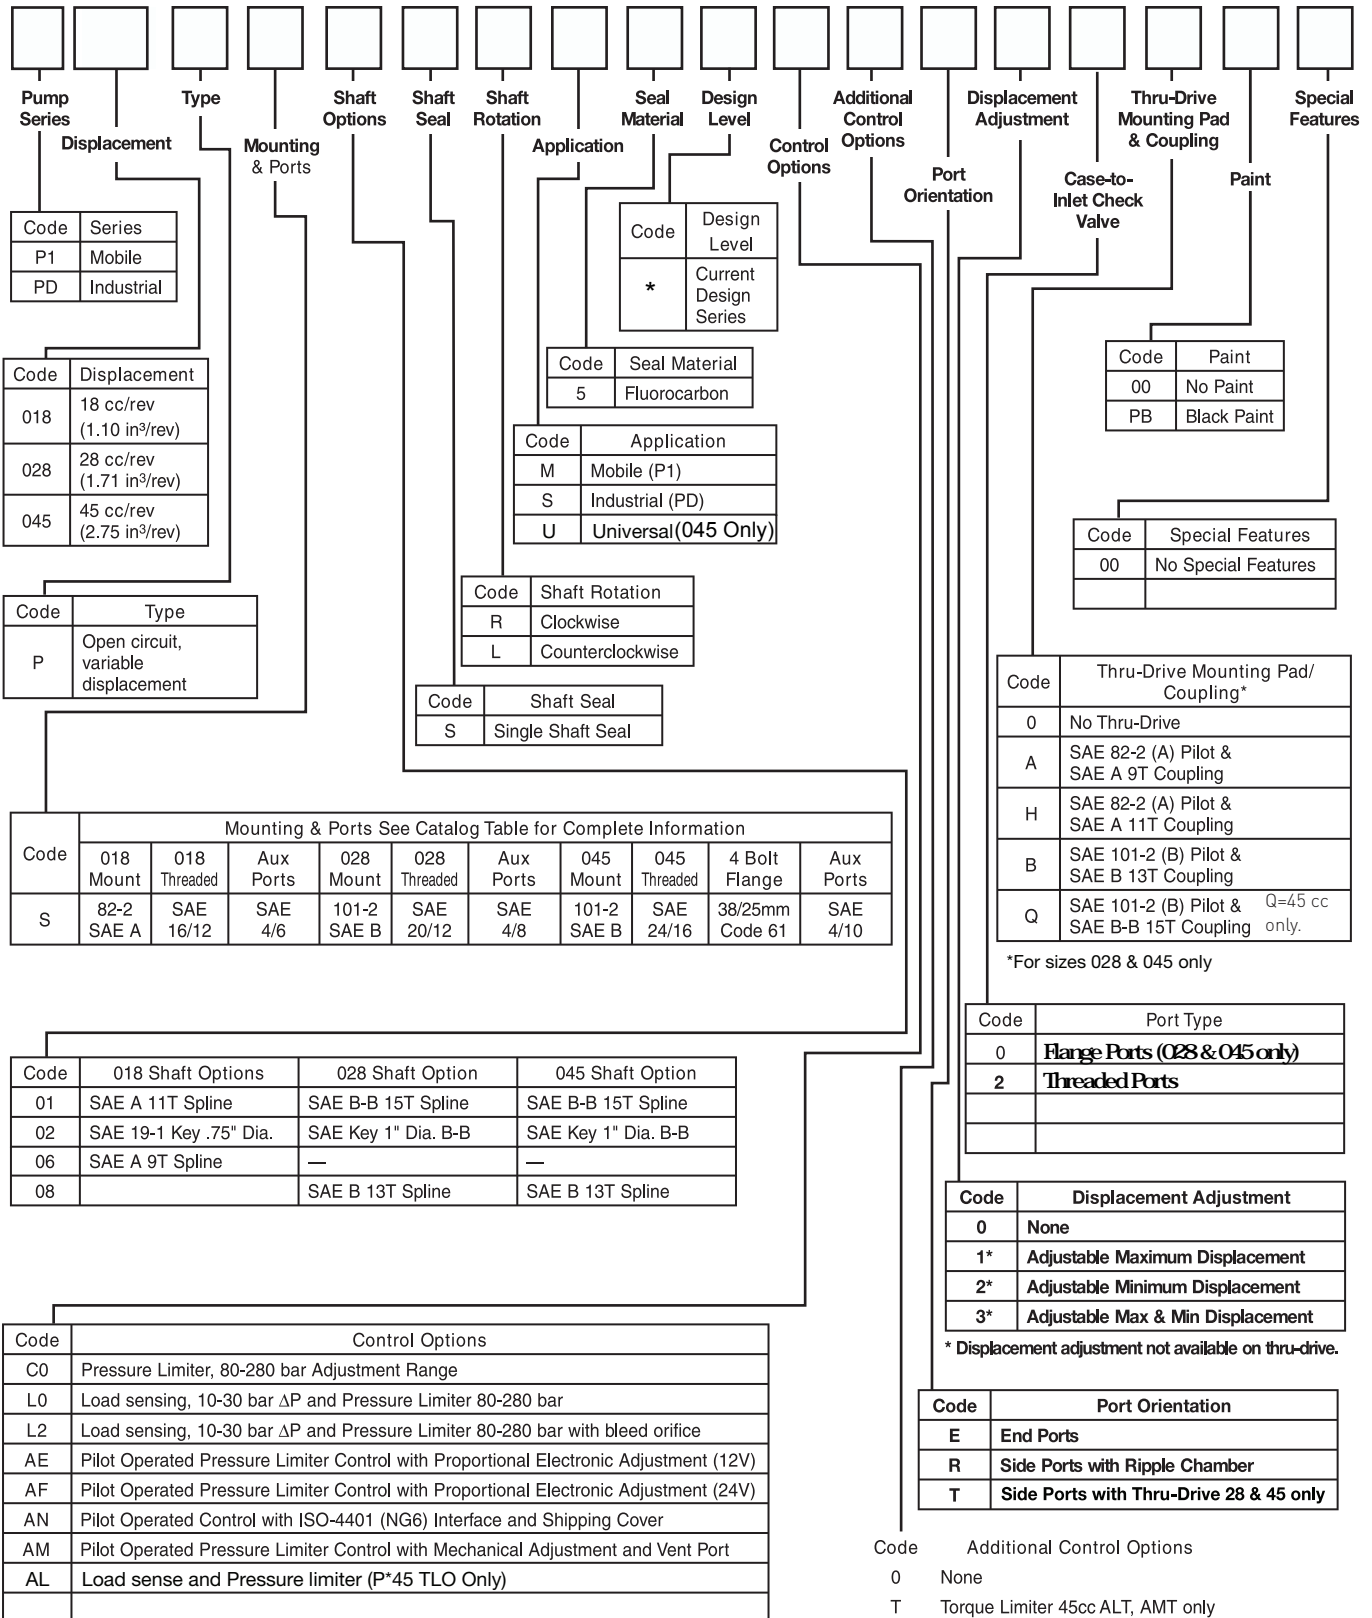 Pump
Series
Displacement
Type
Mounting
& Ports
Shaft
Options
Shaft
Seal
Shaft
Rotation
Application
Seal
Material
Design
Level
Control
Options
Additional
Control
Options
Port
Orientation
Displacement
Adjustment
Case-to-
Inlet Check
Valve
Thru-Drive
Mounting Pad
& Coupling
Paint
Special
Features
Code Series
P1 Mobile
PD Industrial
Code Design
Level
* Current
Design
Series
Code Displacement
018 18 cc/rev
(1.10 in³/rev)
028 28 cc/rev
(1.71 in³/rev)
045 45 cc/rev
(2.75 in³/rev)
Code Seal Material
5 Fluorocarbon
Code Paint
00 No Paint
PB Black Paint
Code Application
M Mobile (P1)
S Industrial (PD)
U Universal(045 Only)
Code Special Features
00 No Special Features
Code Type
P Open circuit,
variable
displacement
Code Shaft Rotation
R Clockwise
L Counterclockwise
Code Shaft Seal
S Single Shaft Seal
Code Thru-Drive Mounting Pad/
Coupling*
0 No Thru-Drive
A SAE 82-2 (A) Pilot &
SAE A 9T Coupling
H SAE 82-2 (A) Pilot &
SAE A 11T Coupling
B SAE 101-2 (B) Pilot &
SAE B 13T Coupling
Q SAE 101-2 (B) Pilot & Q=45 cc
SAE B-B 15T Coupling only.
*For sizes 028 & 045 only
Code Mounting & Ports See Catalog Table for Complete Information
018 018 Aux 028 028 Aux 045 045 4 Bolt Aux
Mount Threaded Ports Mount Threaded Ports Mount Threaded Flange Ports
S 82-2 SAE SAE 101-2 SAE SAE 101-2 SAE 38/25mm SAE
SAE A 16/12 4/6 SAE B 20/12 4/8 SAE B 24/16 Code 61 4/10
Code Port Type
0 Flange Ports (028 & 045 only)
2 Threaded Ports
Code 018 Shaft Options 028 Shaft Option 045 Shaft Option
01 SAE A 11T Spline SAE B-B 15T Spline SAE B-B 15T Spline
02 SAE 19-1 Key .75" Dia. SAE Key 1" Dia. B-B SAE Key 1" Dia. B-B
06 SAE A 9T Spline — —
08 SAE B 13T Spline SAE B 13T Spline
Code Displacement Adjustment
0 None
1* Adjustable Maximum Displacement
2* Adjustable Minimum Displacement
3* Adjustable Max & Min Displacement
* Displacement adjustment not available on thru-drive.
Code Control Options
C0 Pressure Limiter, 80-280 bar Adjustment Range
L0 Load sensing, 10-30 bar ΔP and Pressure Limiter 80-280 bar
L2 Load sensing, 10-30 bar ΔP and Pressure Limiter 80-280 bar with bleed orifice
AE Pilot Operated Pressure Limiter Control with Proportional Electronic Adjustment (12V)
AF Pilot Operated Pressure Limiter Control with Proportional Electronic Adjustment (24V)
AN Pilot Operated Control with ISO-4401 (NG6) Interface and Shipping Cover
AM Pilot Operated Pressure Limiter Control with Mechanical Adjustment and Vent Port
AL Load sense and Pressure limiter (P*45 TLO Only)
Code Port Orientation
E End Ports
R Side Ports with Ripple Chamber
T Side Ports with Thru-Drive 28 & 45 only
Code Additional Control Options
0 None
T Torque Limiter 45cc ALT, AMT only